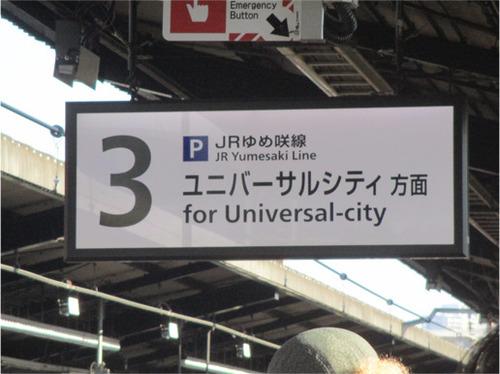 Emergency
Button
3
P JRゆめ咲線
JR Yumesaki Line
ユニバーサルシティ 方面
for Universal-city